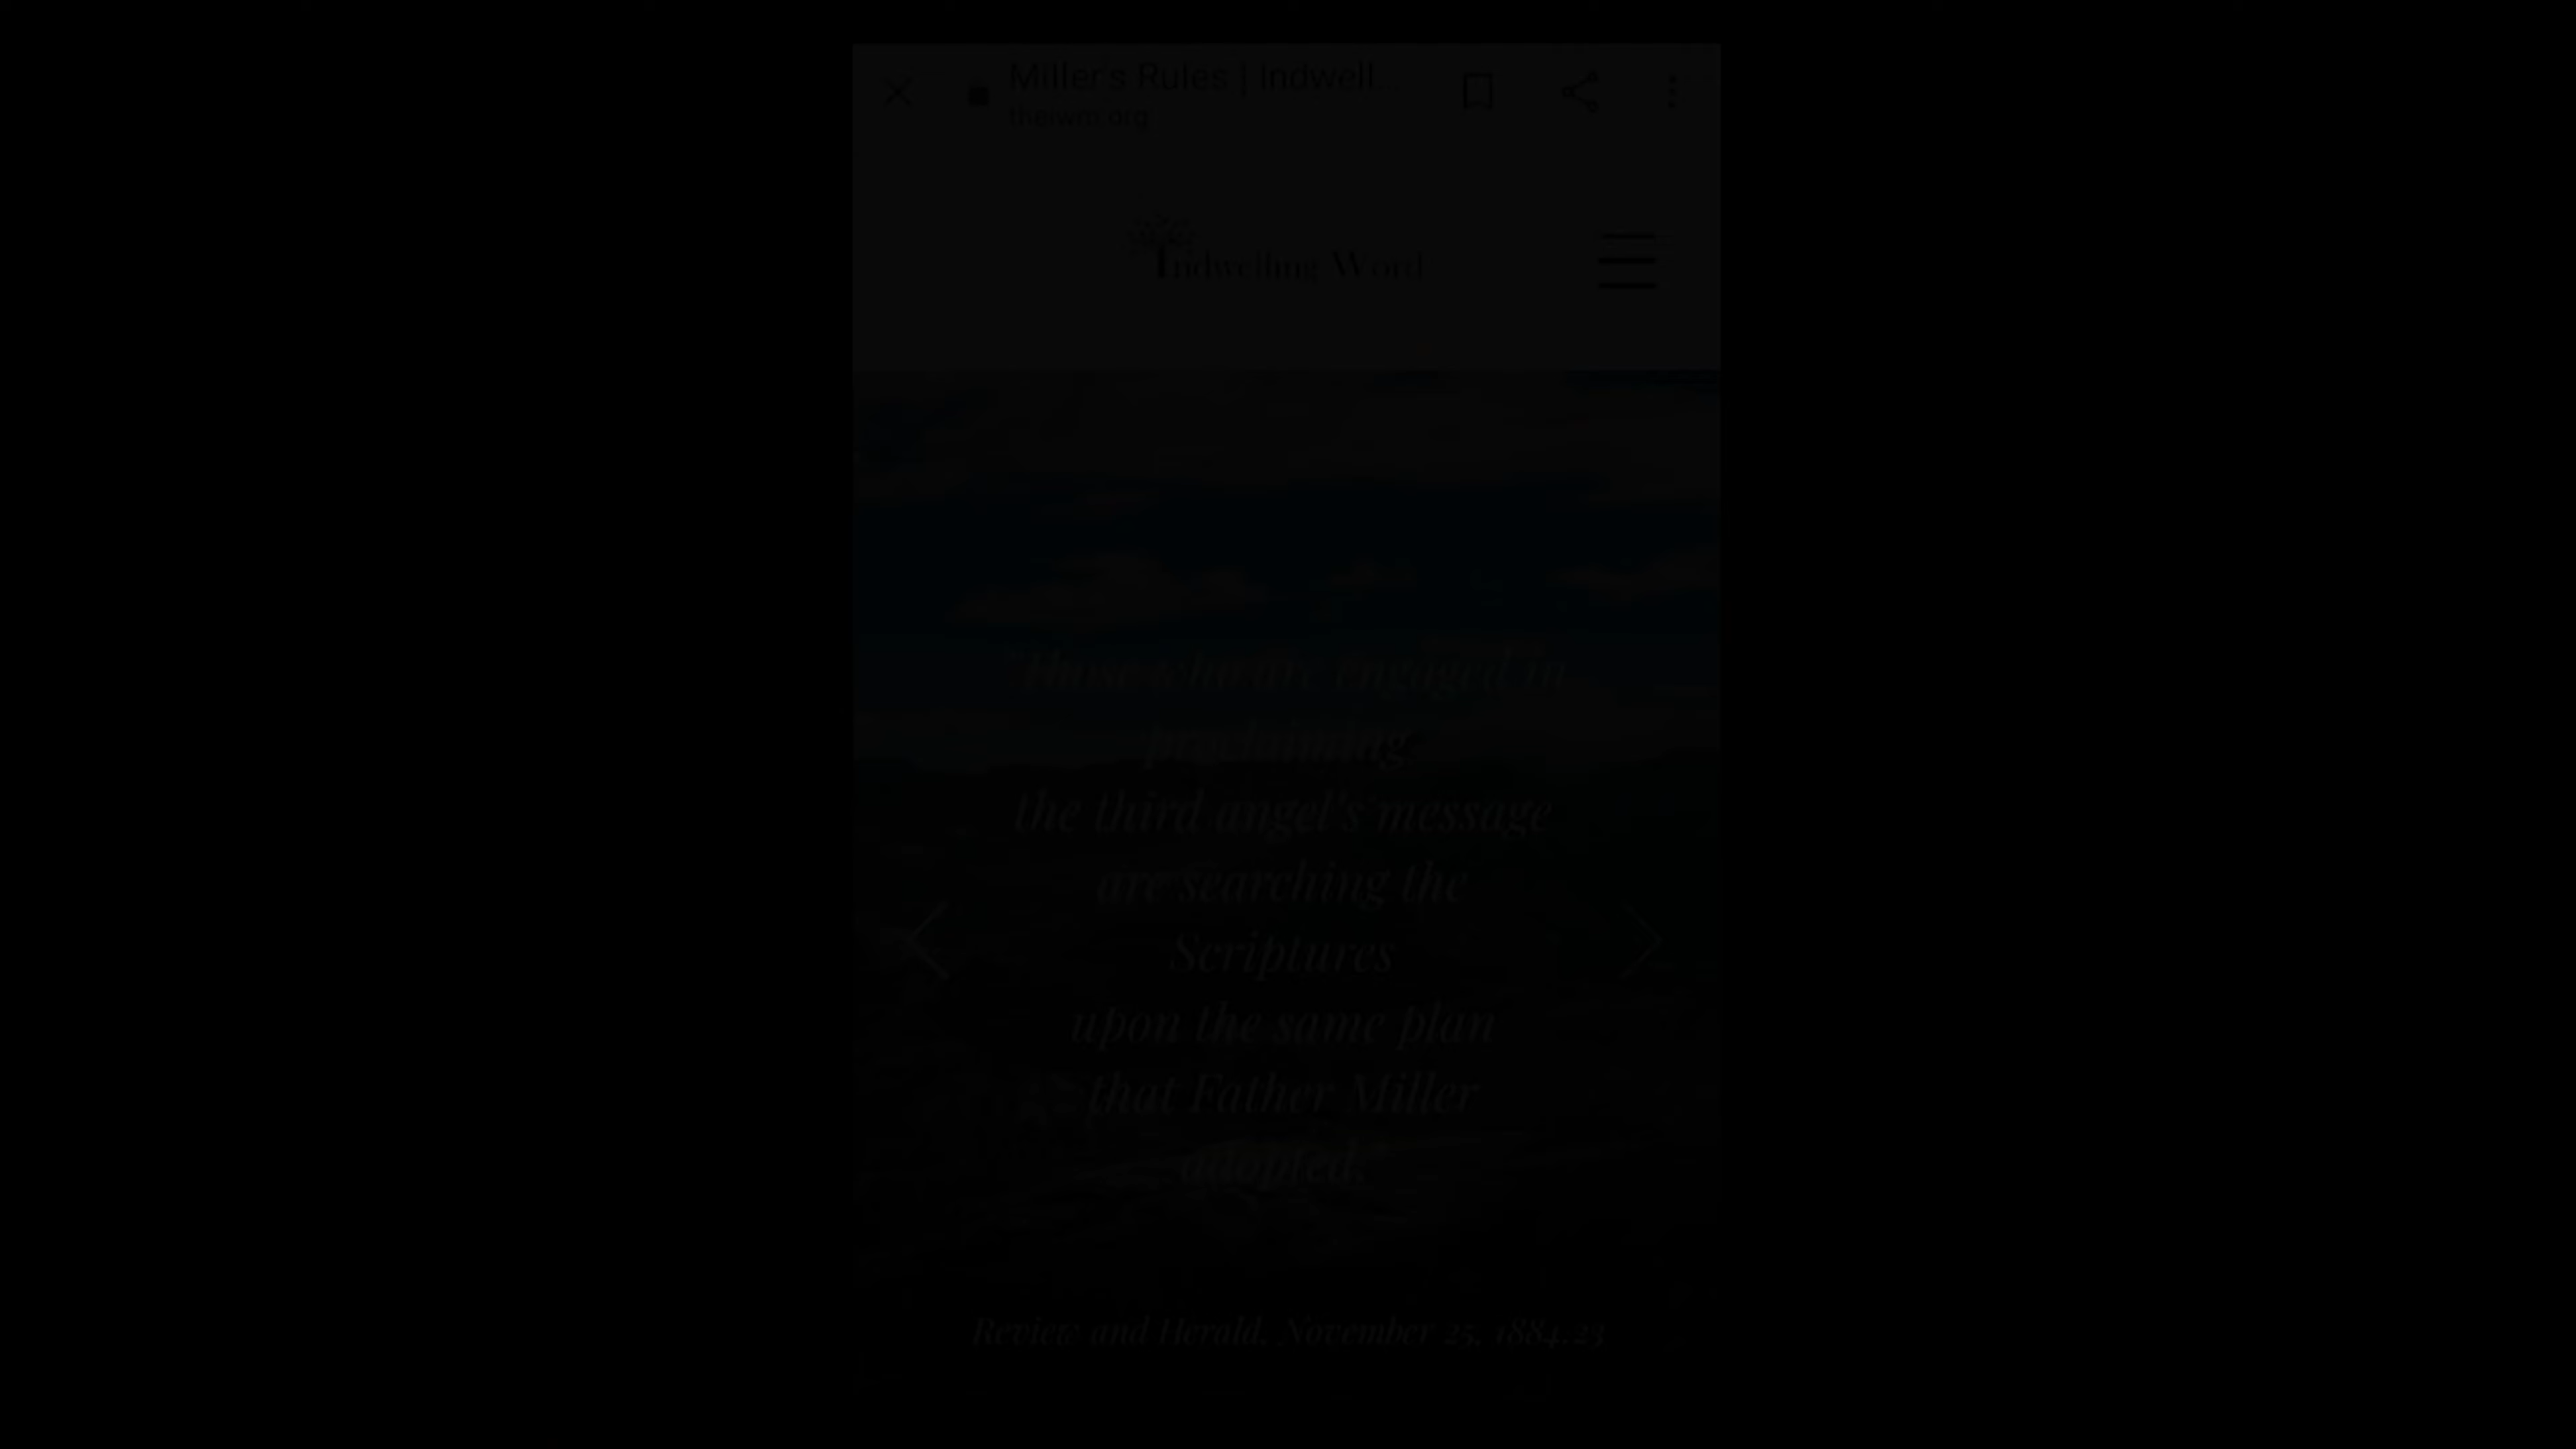 Miller's Rules | Indwell...
Indwelling Word
"Those who are engaged in
proclaiming
the third angel's message
are searching the
Scriptures
upon the same plan
that Father Miller
adopted.
Review and Herald, November 25, 1884.23